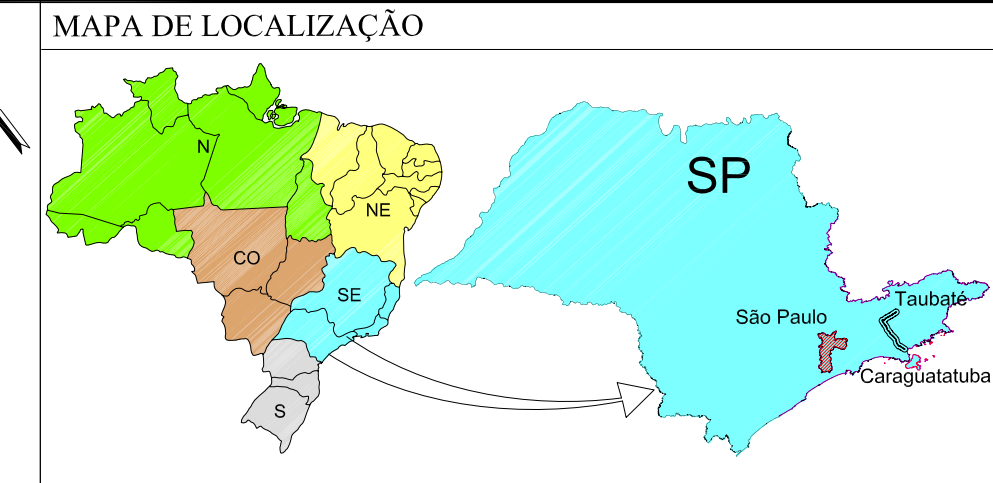 MAPA DE LOCALIZAÇÃO
N
NE
CO
SE
S
SP
São Paulo
Taubaté
Caraguatatuba